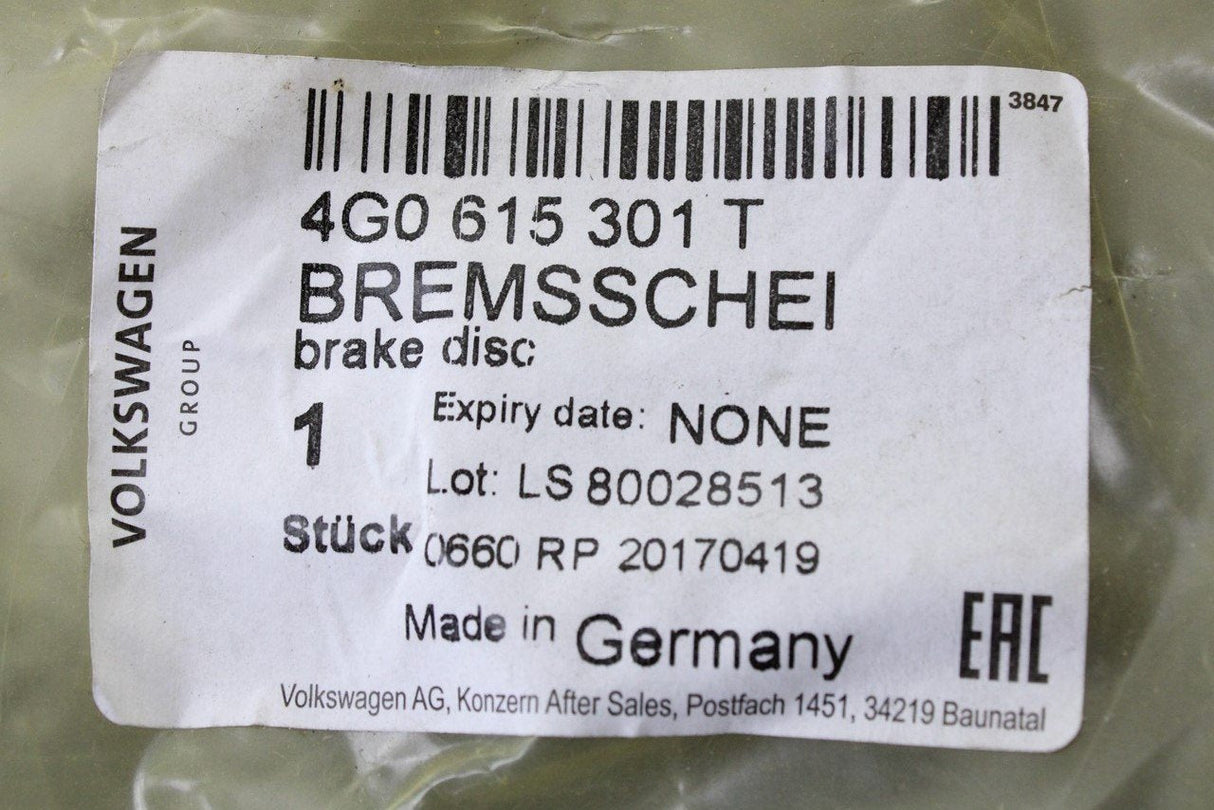 3847
4G0 615 301 T
BREMSSCHEI
brake disc
1
Expiry date: NONE
Lot: LS 80028513
Stück
0660 RP 20170419
Made in Germany
EAC
Volkswagen AG, Konzern After Sales, Postfach 1451, 34219 Baunatal
VOLKSWAGEN
GROUP